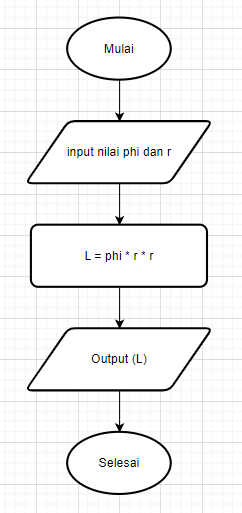 Mulai
input nilai phi dan r
L = phi * r * r
Output (L)
Selesai